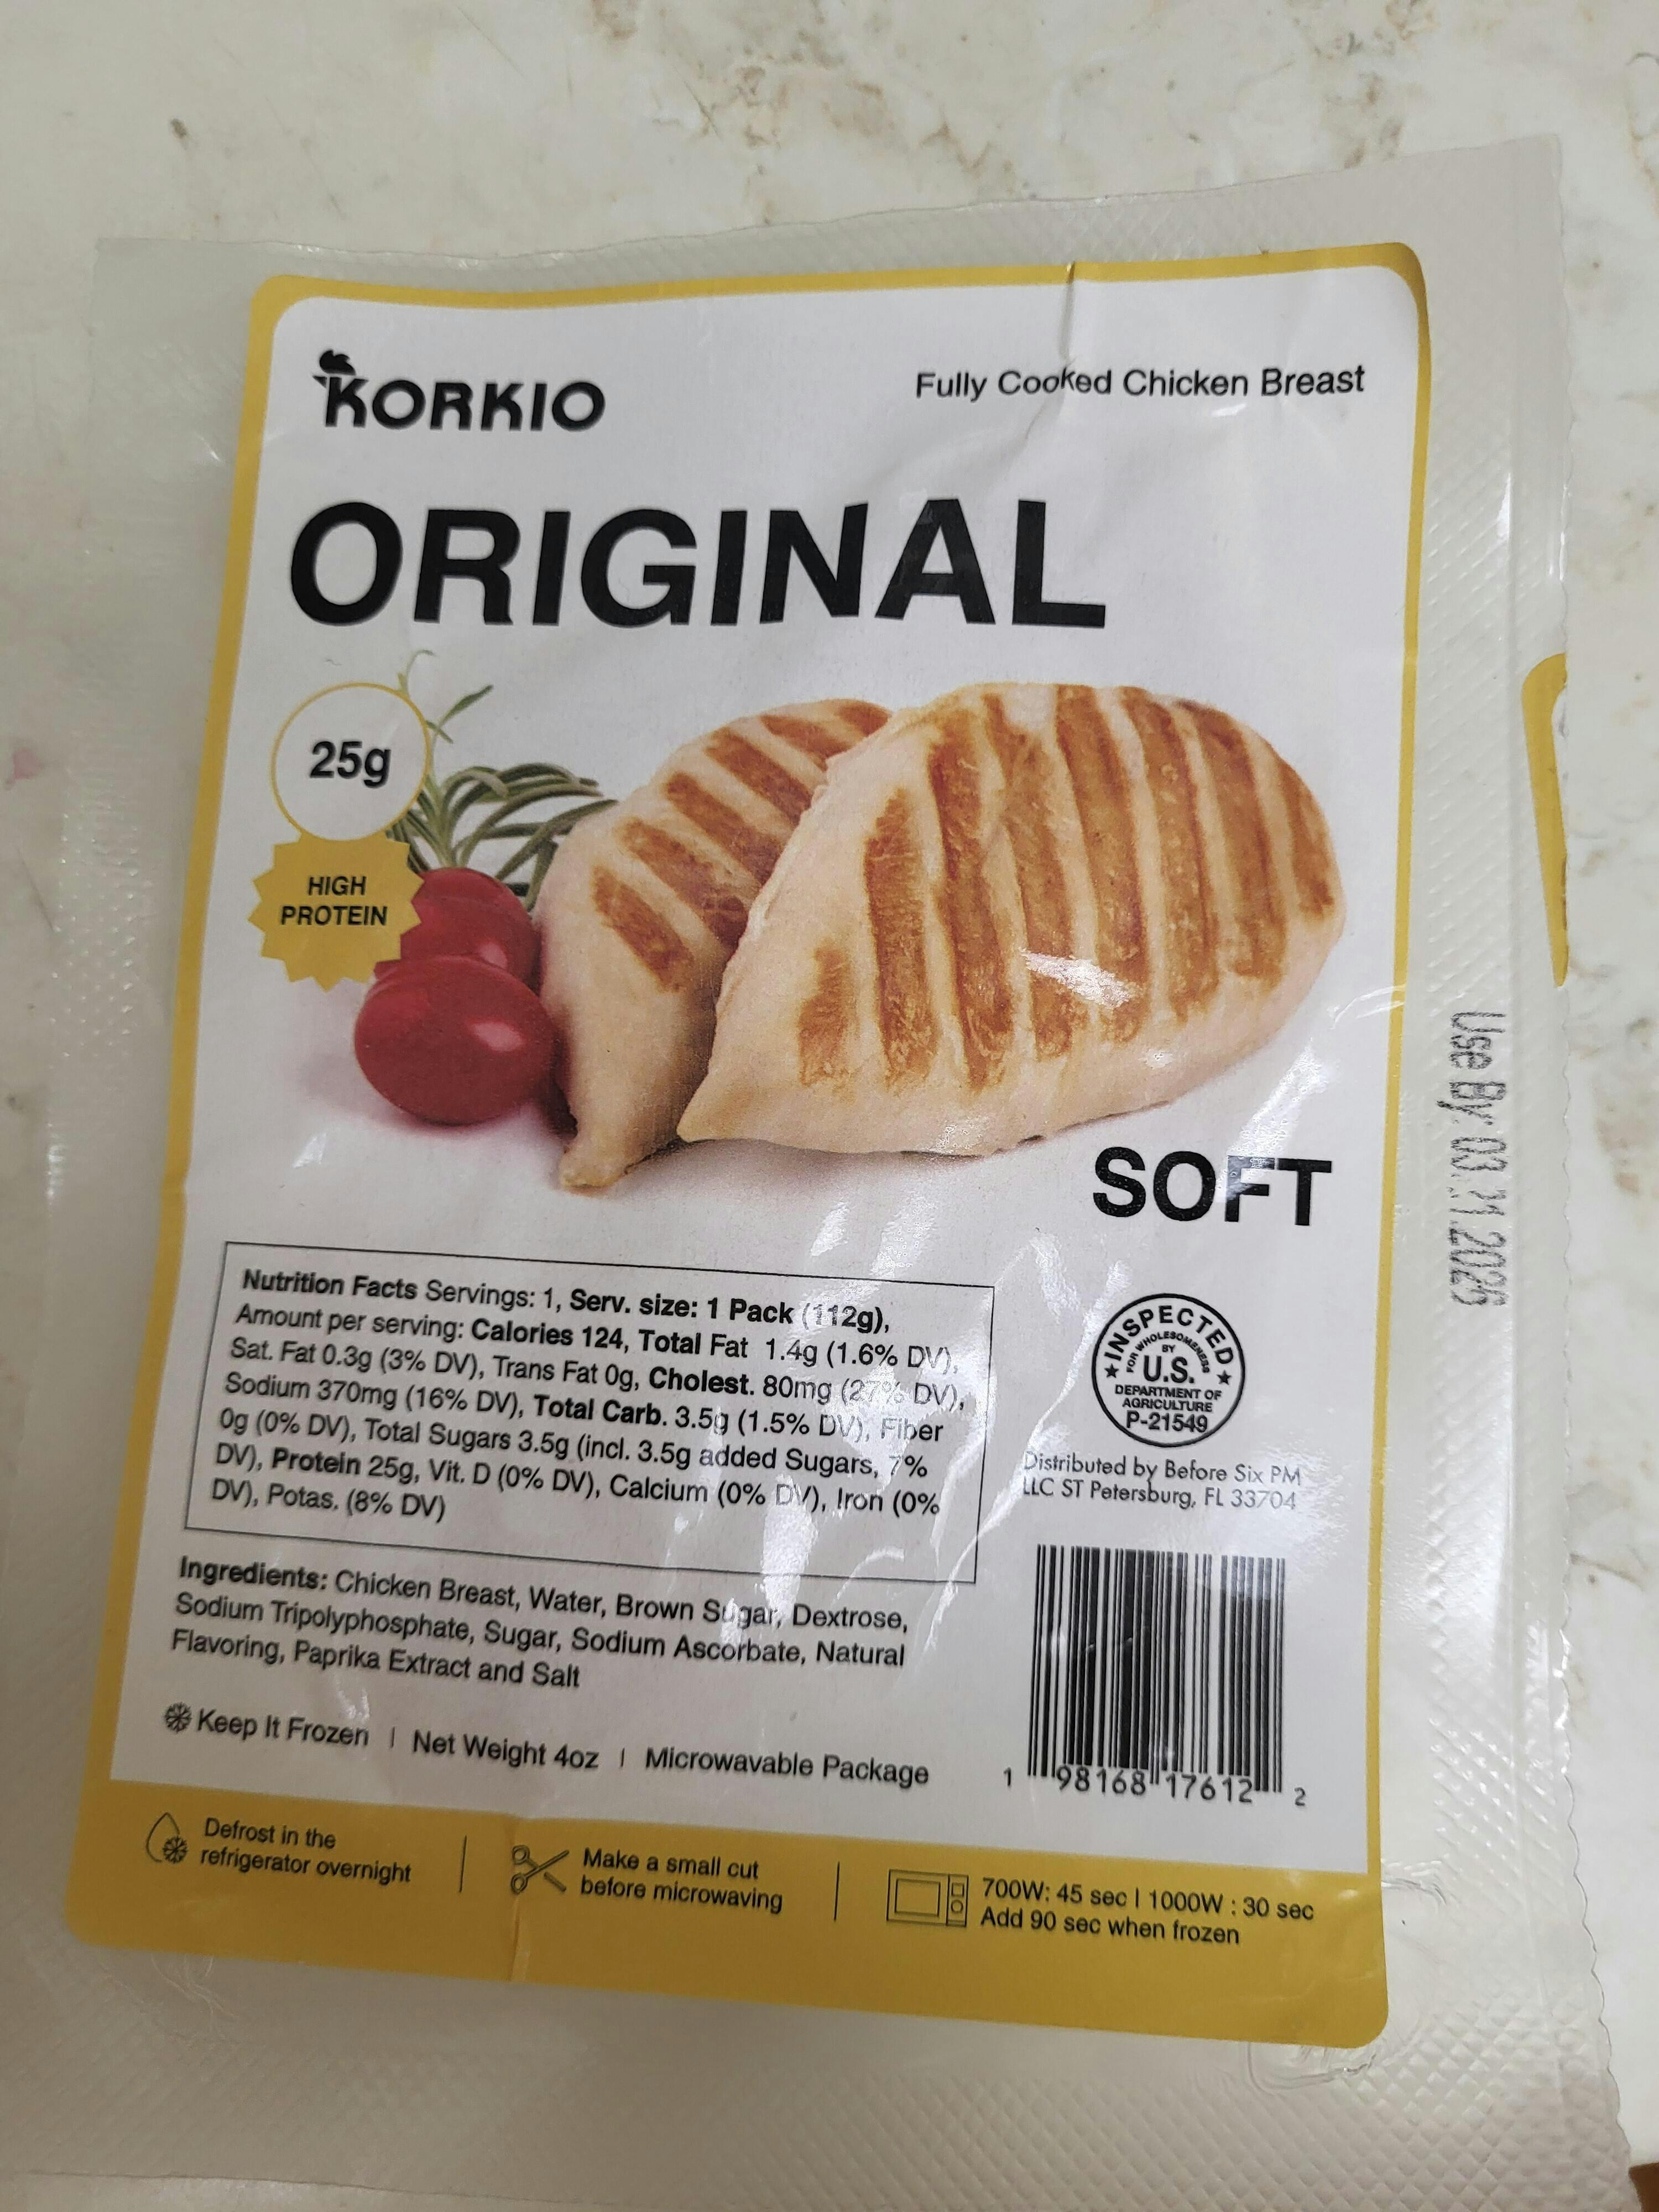 KORKIO
Fully Cooked Chicken Breast
ORIGINAL
25g
HIGH
PROTEIN
SOFT
Use By 03.
2026
Nutrition Facts Servings: 1, Serv. size: 1 Pack (112g),
Amount per serving: Calories 124, Total Fat 1.4g (1.6% DV),
Sat. Fat 0.3g (3% DV), Trans Fat 0g, Cholest. 80mg (27% DV),
Sodium 370mg (16% DV), Total Carb. 3.5g (1.5% DV), Fiber
0g (0% DV), Total Sugars 3.5g (incl. 3.5g added Sugars, 7%
DV), Protein 25g, Vit. D (0% DV), Calcium (0% DV), Iron (0%
DV), Potas. (8% DV)
INSPECTED
FOR WHOLESOMENESS
BY
U.S.
DEPARTMENT OF
AGRICULTURE
P-21549
Distributed by Before Six PM
LLC ST Petersburg, FL 33704
Ingredients: Chicken Breast, Water, Brown Sugar, Dextrose,
Sodium Tripolyphosphate, Sugar, Sodium Ascorbate, Natural
Flavoring, Paprika Extract and Salt
Keep It Frozen | Net Weight 4oz | Microwavable Package
1 98168 17612 2
Defrost in the
refrigerator overnight
Make a small cut
before microwaving
700W: 45 sec | 1000W : 30 sec
Add 90 sec when frozen